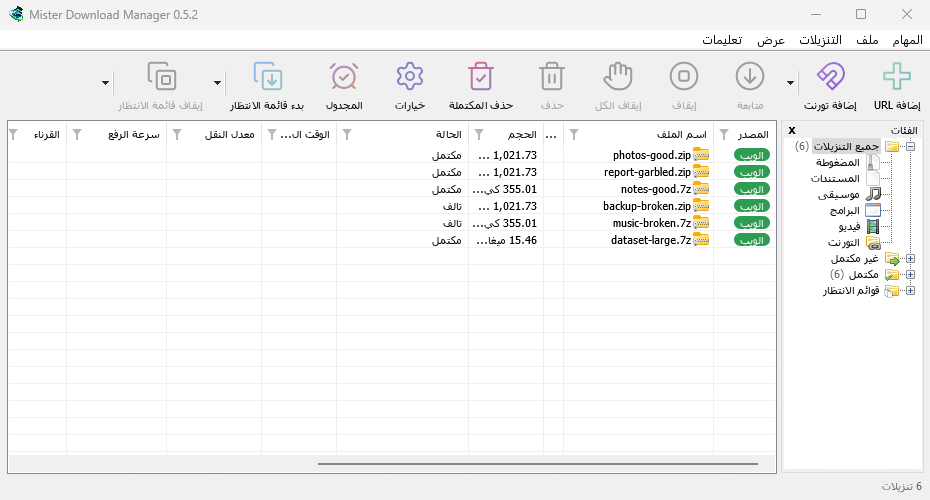 Mister Download Manager 0.5.2
المهام ملف التنزيلات عرض تعليمات
إضافة URL إضافة تورنت متابعة إيقاف إيقاف الكل حذف حذف المكتملة خيارات المجدول بدء قائمة الانتظار إيقاف قائمة الانتظار
الفئات X
جميع التنزيلات (6)
المضغوطة
المستندات
موسيقى
البرامج
فيديو
التورنت
غير مكتمل
مكتمل (6)
قوائم الانتظار
المصدر اسم الملف ... الحجم الحالة الوقت ال... معدل النقل سرعة الرفع القرناء
الويب photos-good.zip 1,021.73 ... مكتمل
الويب report-garbled.zip 1,021.73 ... مكتمل
الويب notes-good.7z 355.01 كي... مكتمل
الويب backup-broken.zip 1,021.73 ... تالف
الويب music-broken.7z 355.01 كي... تالف
الويب dataset-large.7z 15.46 ميغا... مكتمل
6 تنزيلات